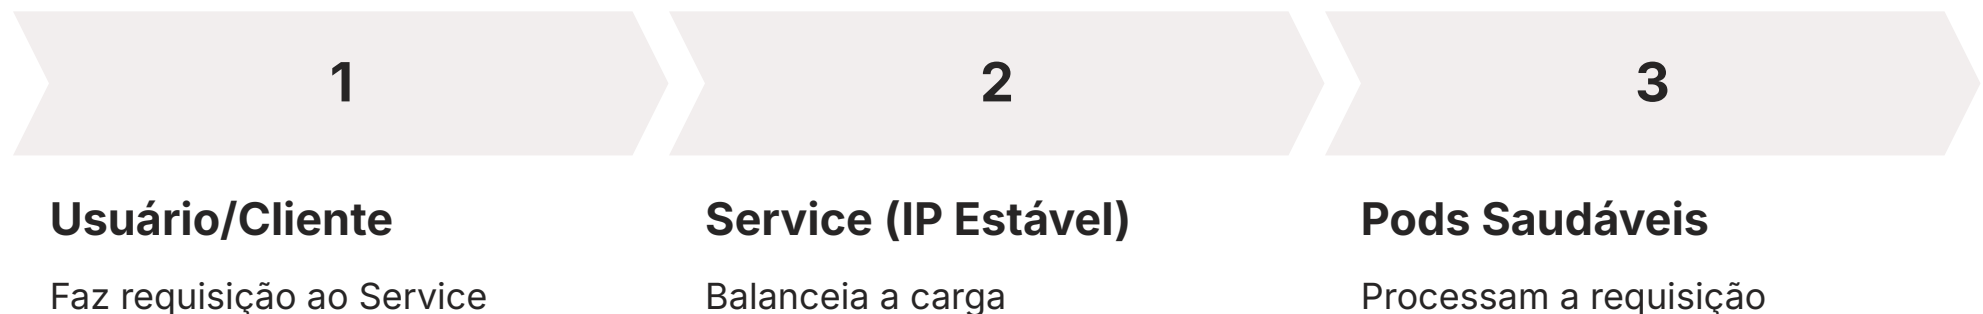 1
2
3
Usuário/Cliente
Faz requisição ao Service
Service (IP Estável)
Balanceia a carga
Pods Saudáveis
Processam a requisição